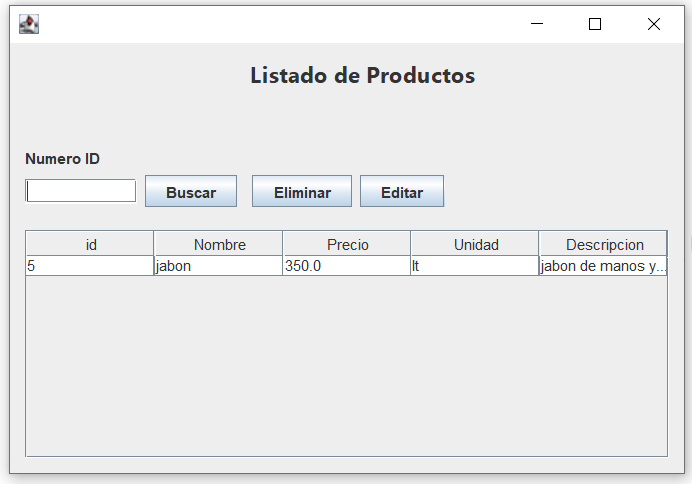 Listado de Productos
Numero ID
Buscar Eliminar Editar
id Nombre Precio Unidad Descripcion
5 jabon 350.0 lt jabon de manos y...